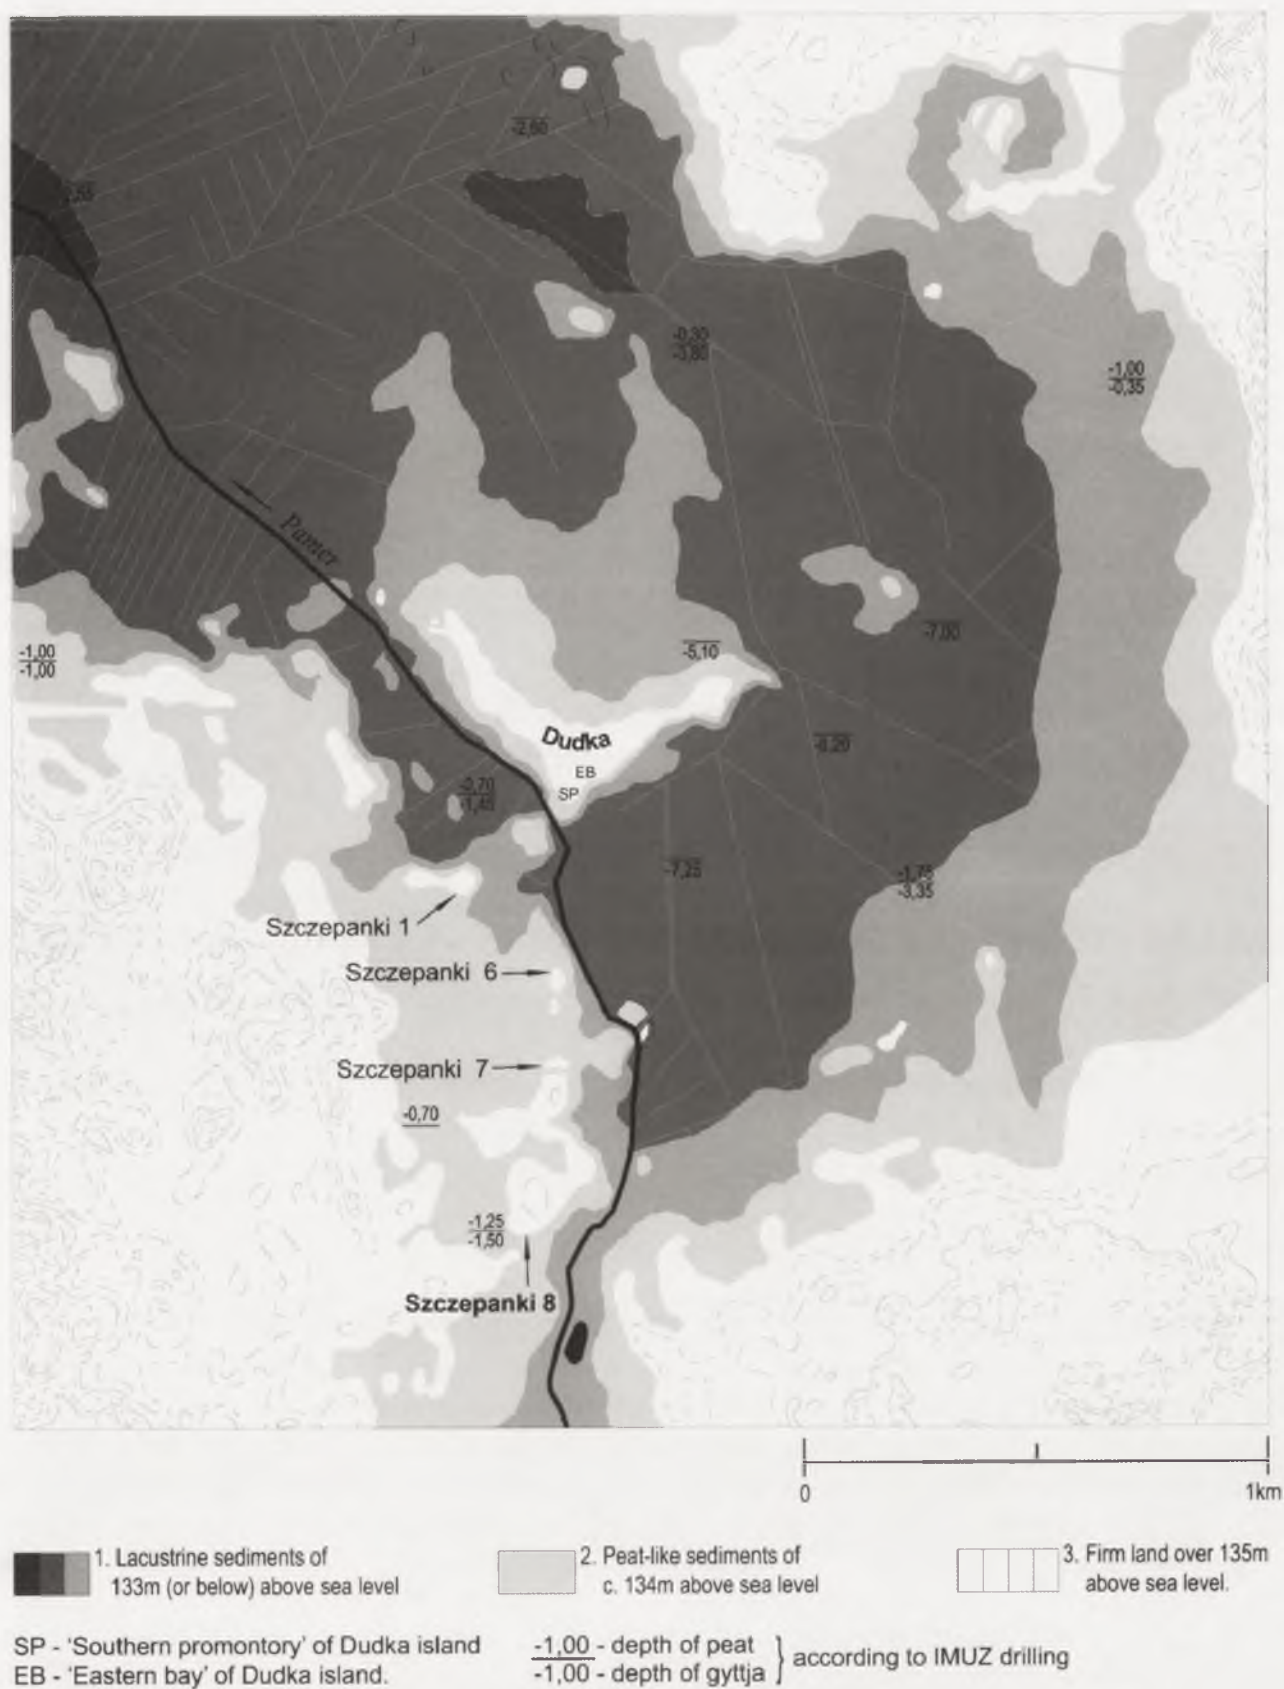 -2,60
-0,30
-3,80
-1,00
-0,35
Pamer
-7,00
-1,00
-1,00
-5,10
Dudka
EB
SP
-0,70
-1,45
-7,25
-1,75
-3,35
Szczepanki 1
Szczepanki 6
Szczepanki 7
-0,70
-1,25
-1,50
Szczepanki 8
0
1km
1. Lacustrine sediments of
133m (or below) above sea level
2. Peat-like sediments of
c. 134m above sea level
3. Firm land over 135m
above sea level.
SP - 'Southern promontory' of Dudka island
EB - 'Eastern bay' of Dudka island.
-1,00 - depth of peat
-1,00 - depth of gyttja
according to IMUZ drilling